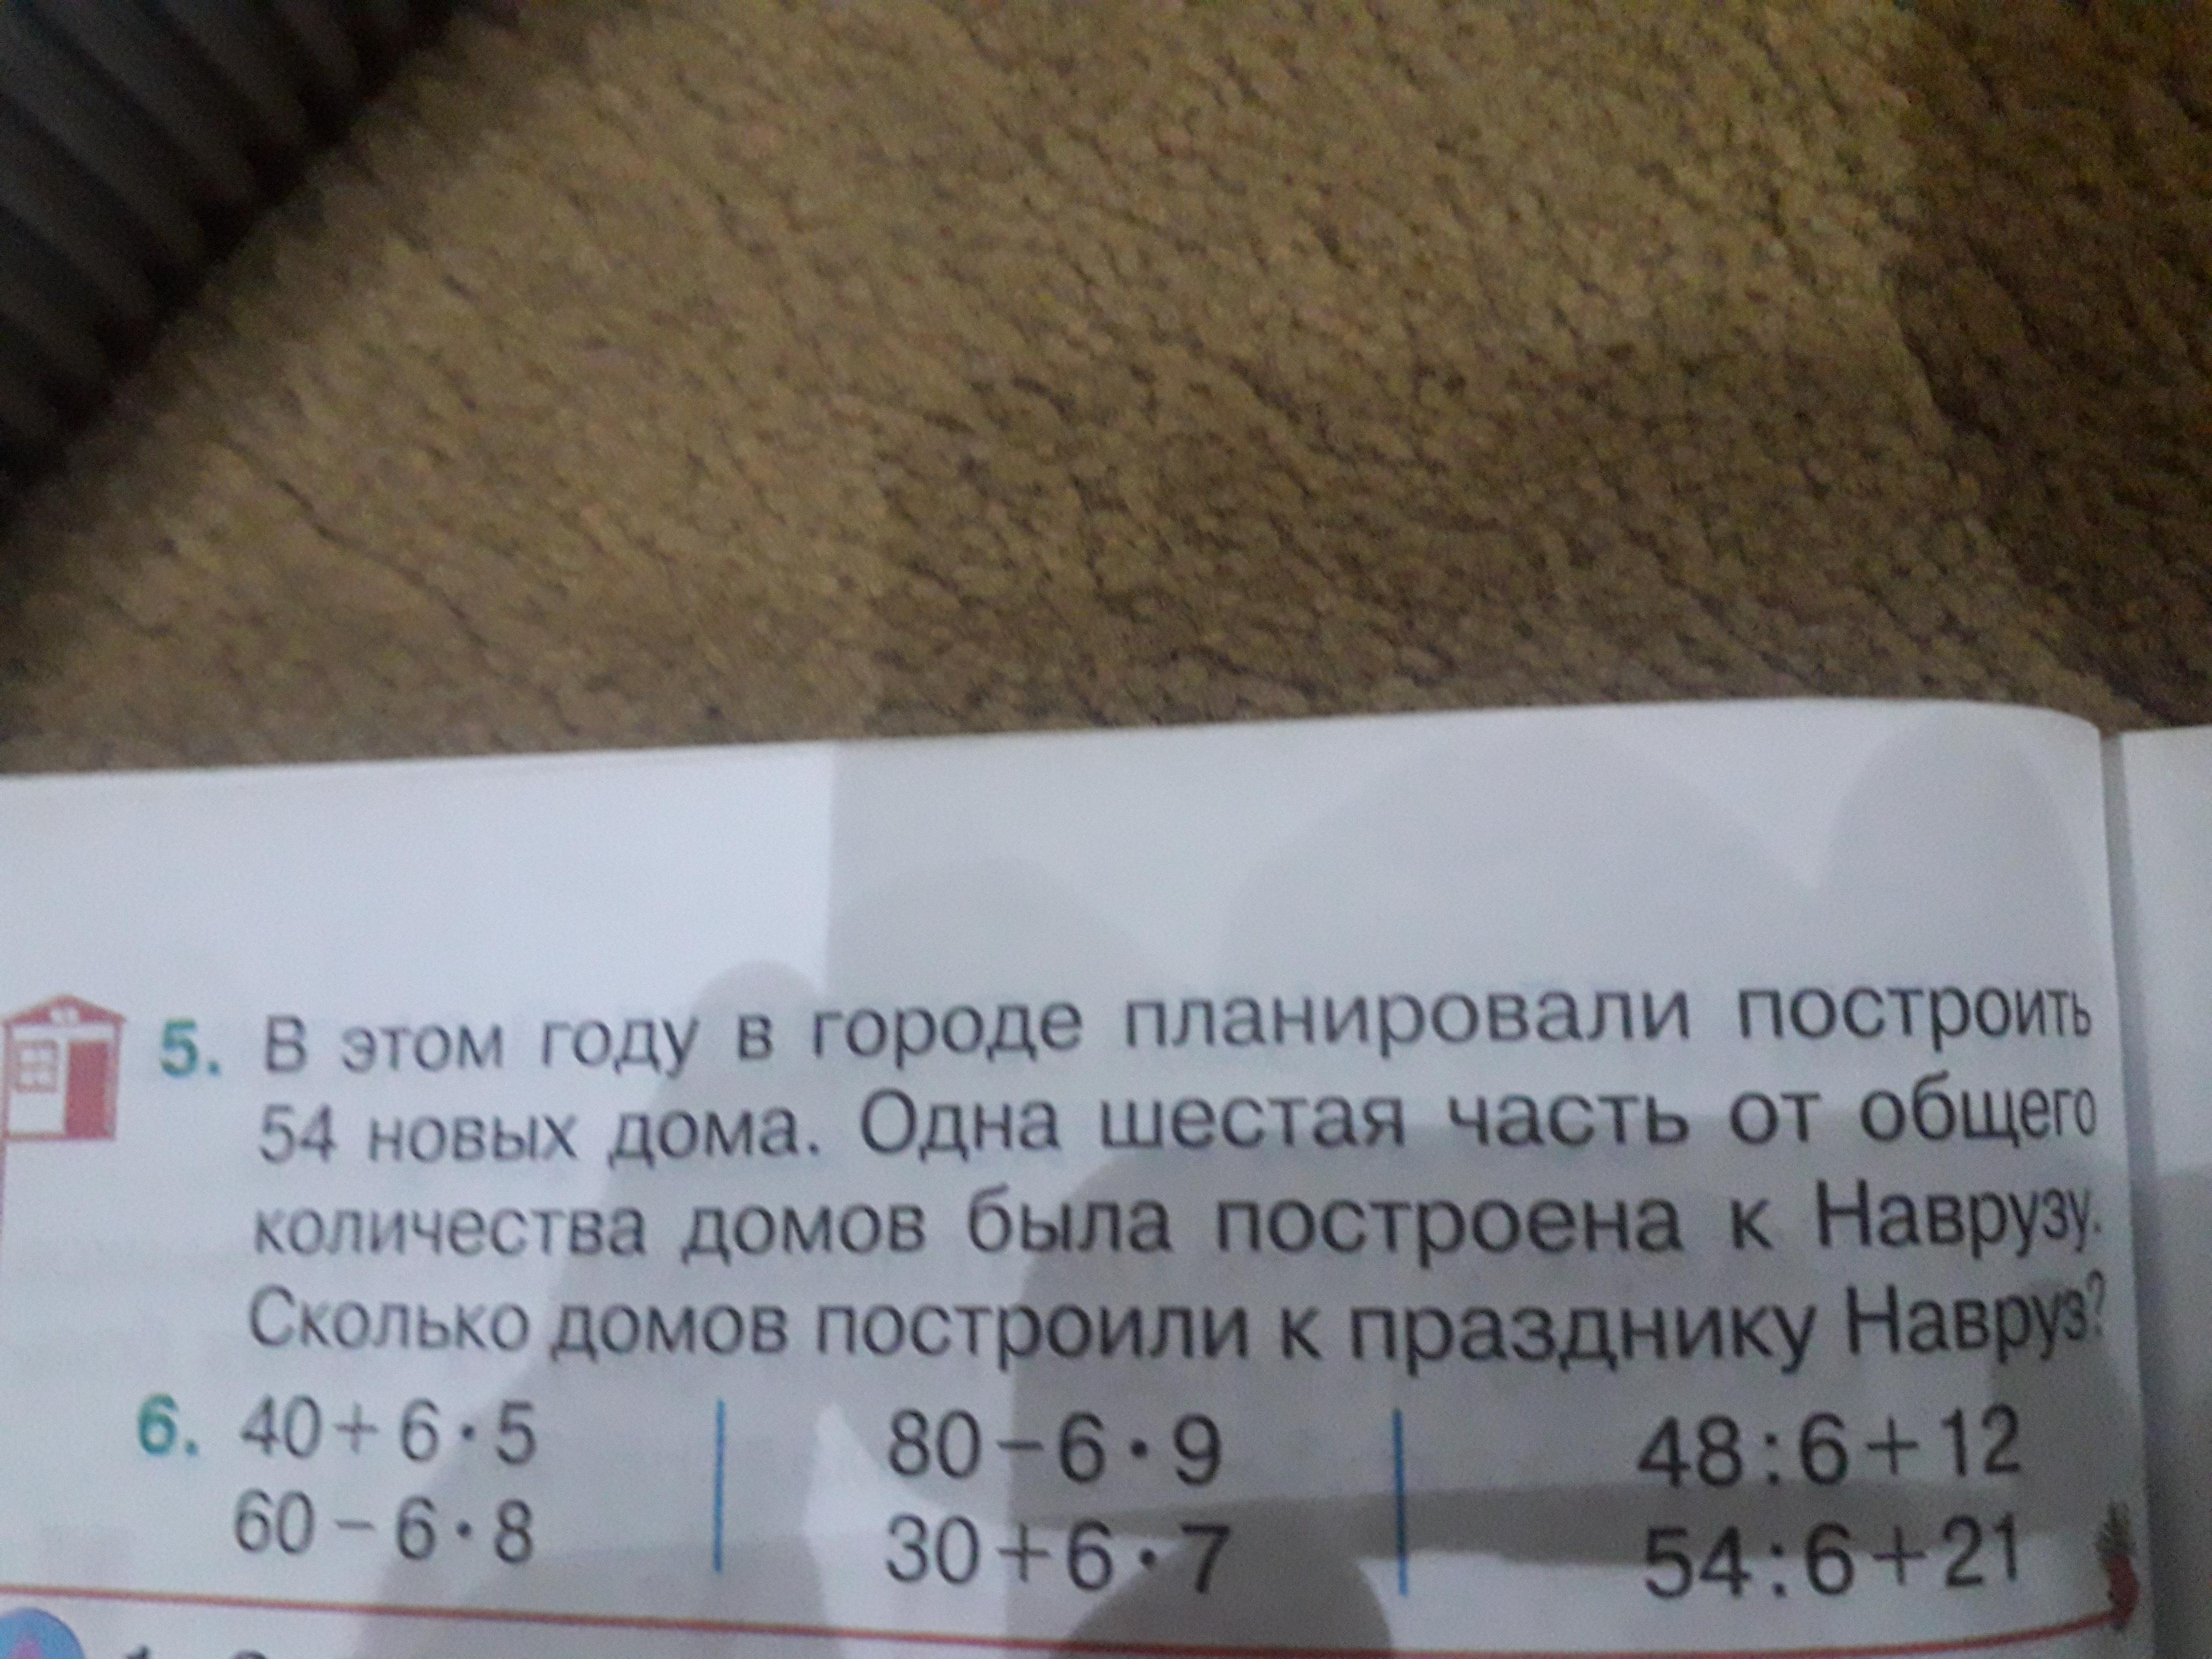 5. В этом году в городе планировали построить
54 новых дома. Одна шестая часть от общего
количества домов была построена к Наврузу.
Сколько домов построили к празднику Навруз?
6. 40+6·5 80-6·9 48:6+12
60-6·8 30+6·7 54:6+21